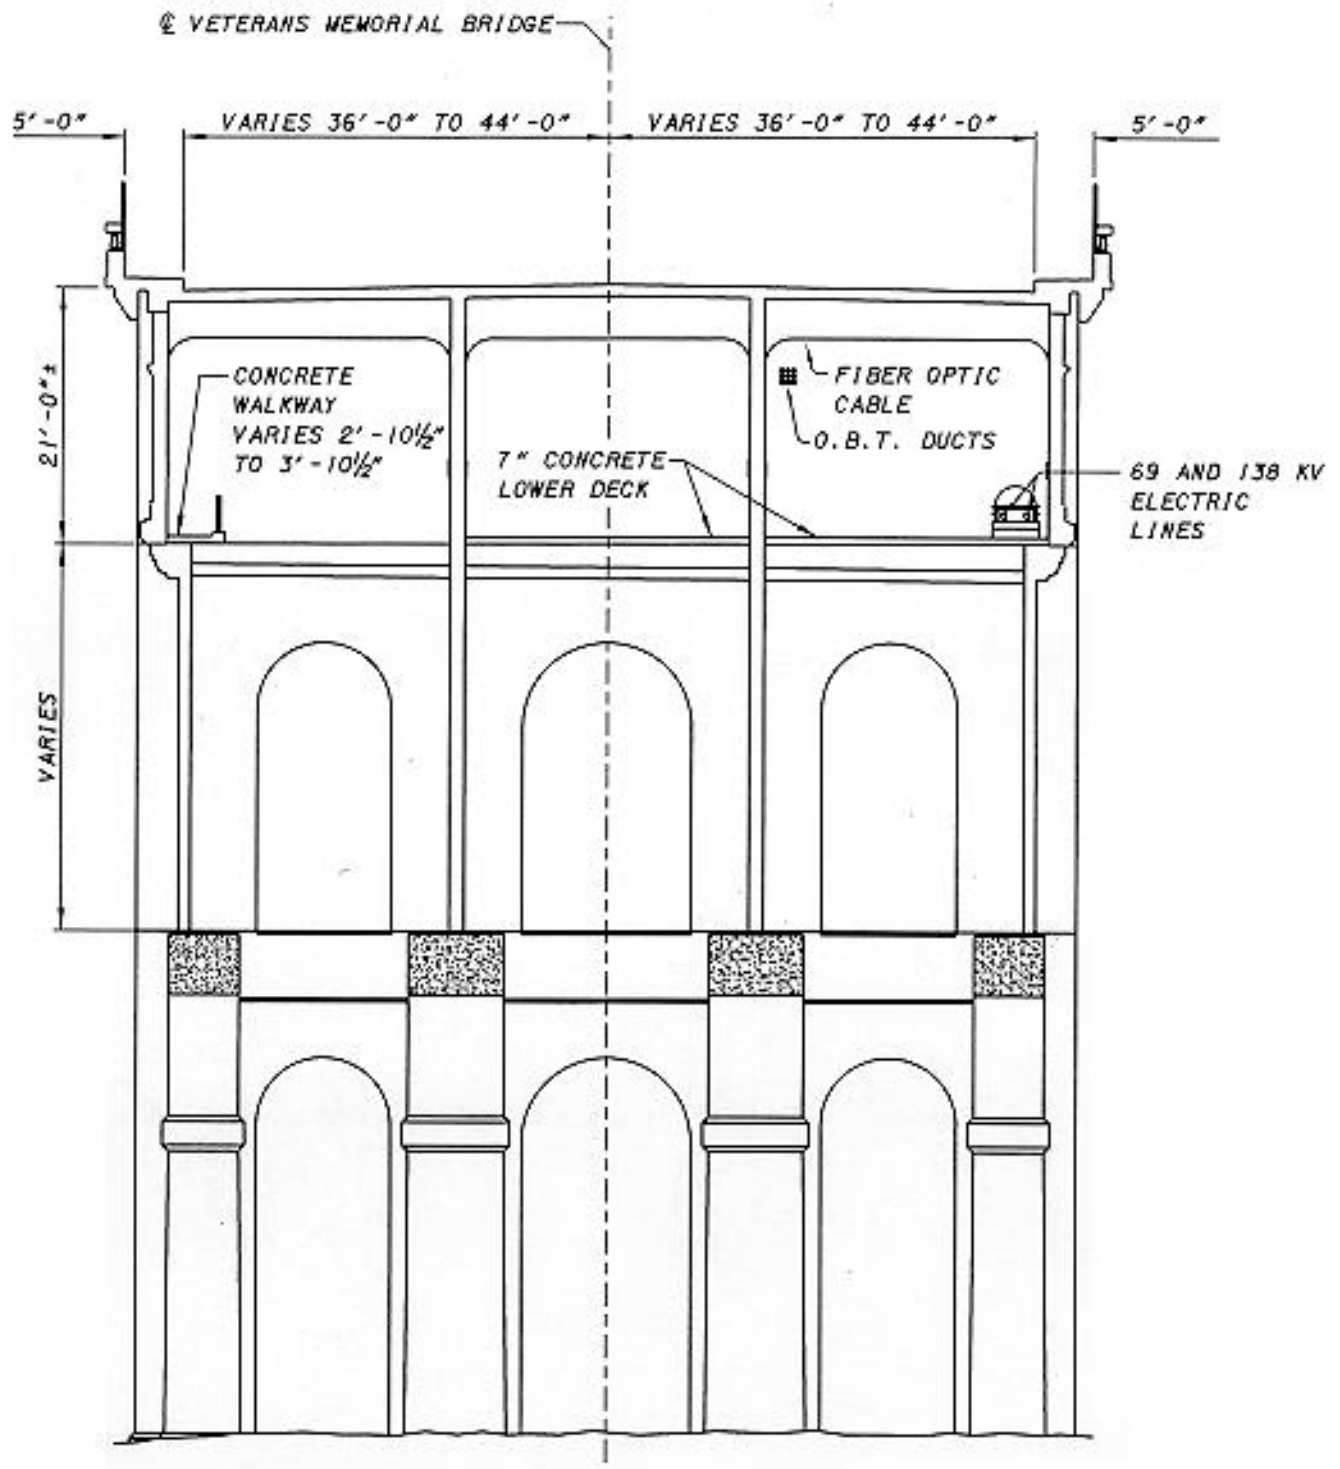 ℄ VETERANS MEMORIAL BRIDGE
5'-0" VARIES 36'-0" TO 44'-0" VARIES 36'-0" TO 44'-0" 5'-0"
21'-0"±
CONCRETE
WALKWAY
VARIES 2'-10½"
TO 3'-10½"
7" CONCRETE
LOWER DECK
FIBER OPTIC
CABLE
O.B.T. DUCTS
69 AND 138 KV
ELECTRIC
LINES
VARIES